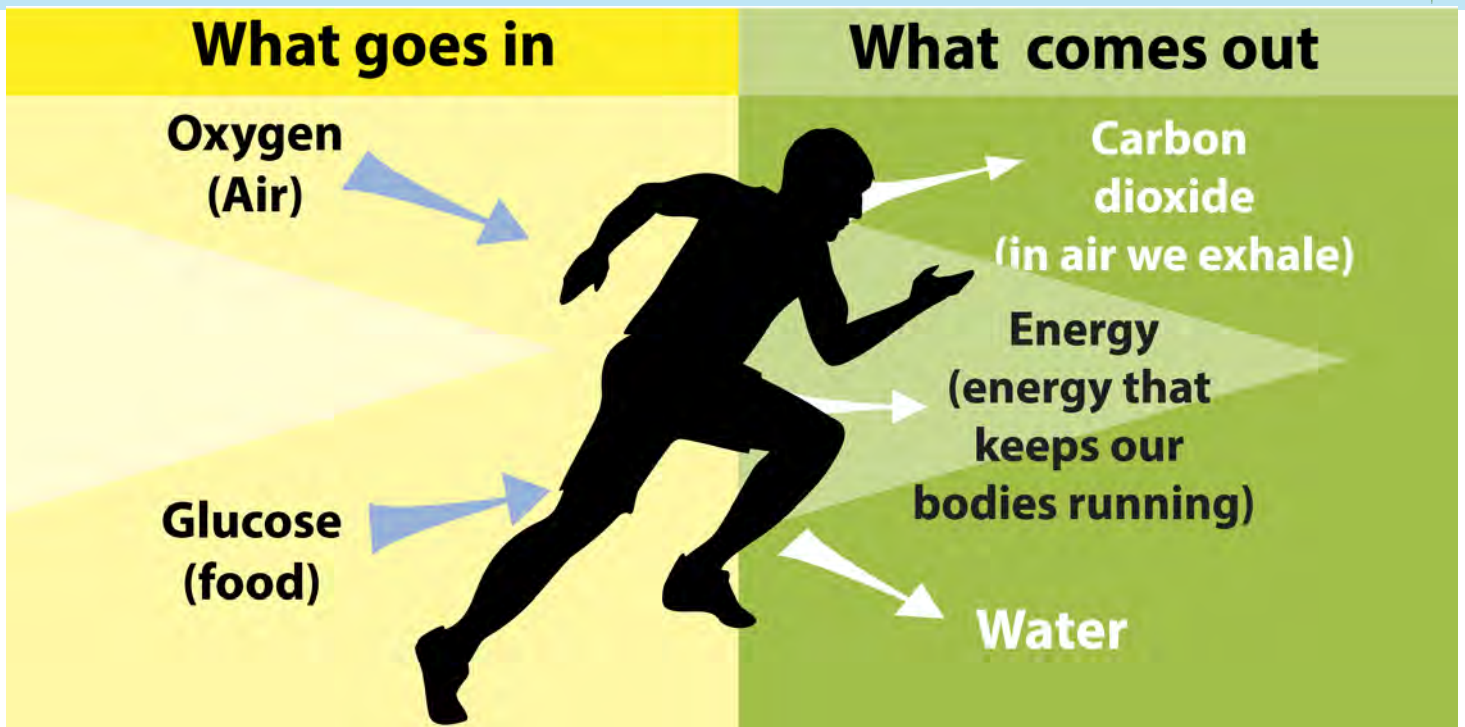 What goes in
What comes out
Oxygen
(Air)
Glucose
(food)
Carbon
dioxide
(in air we exhale)
Energy
(energy that
keeps our
bodies running)
Water